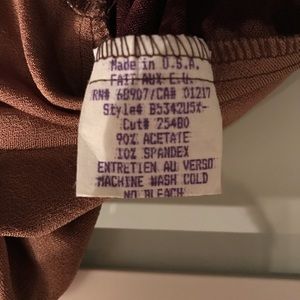 Made in U.S.A.
FAIT AUX E.U.
RN# 68907/CA# 01217
Style# B5342U5X-
Cut# 25480
90% ACETATE
10% SPANDEX
ENTRETIEN AU VERSO
MACHINE WASH COLD
NO BLEACH